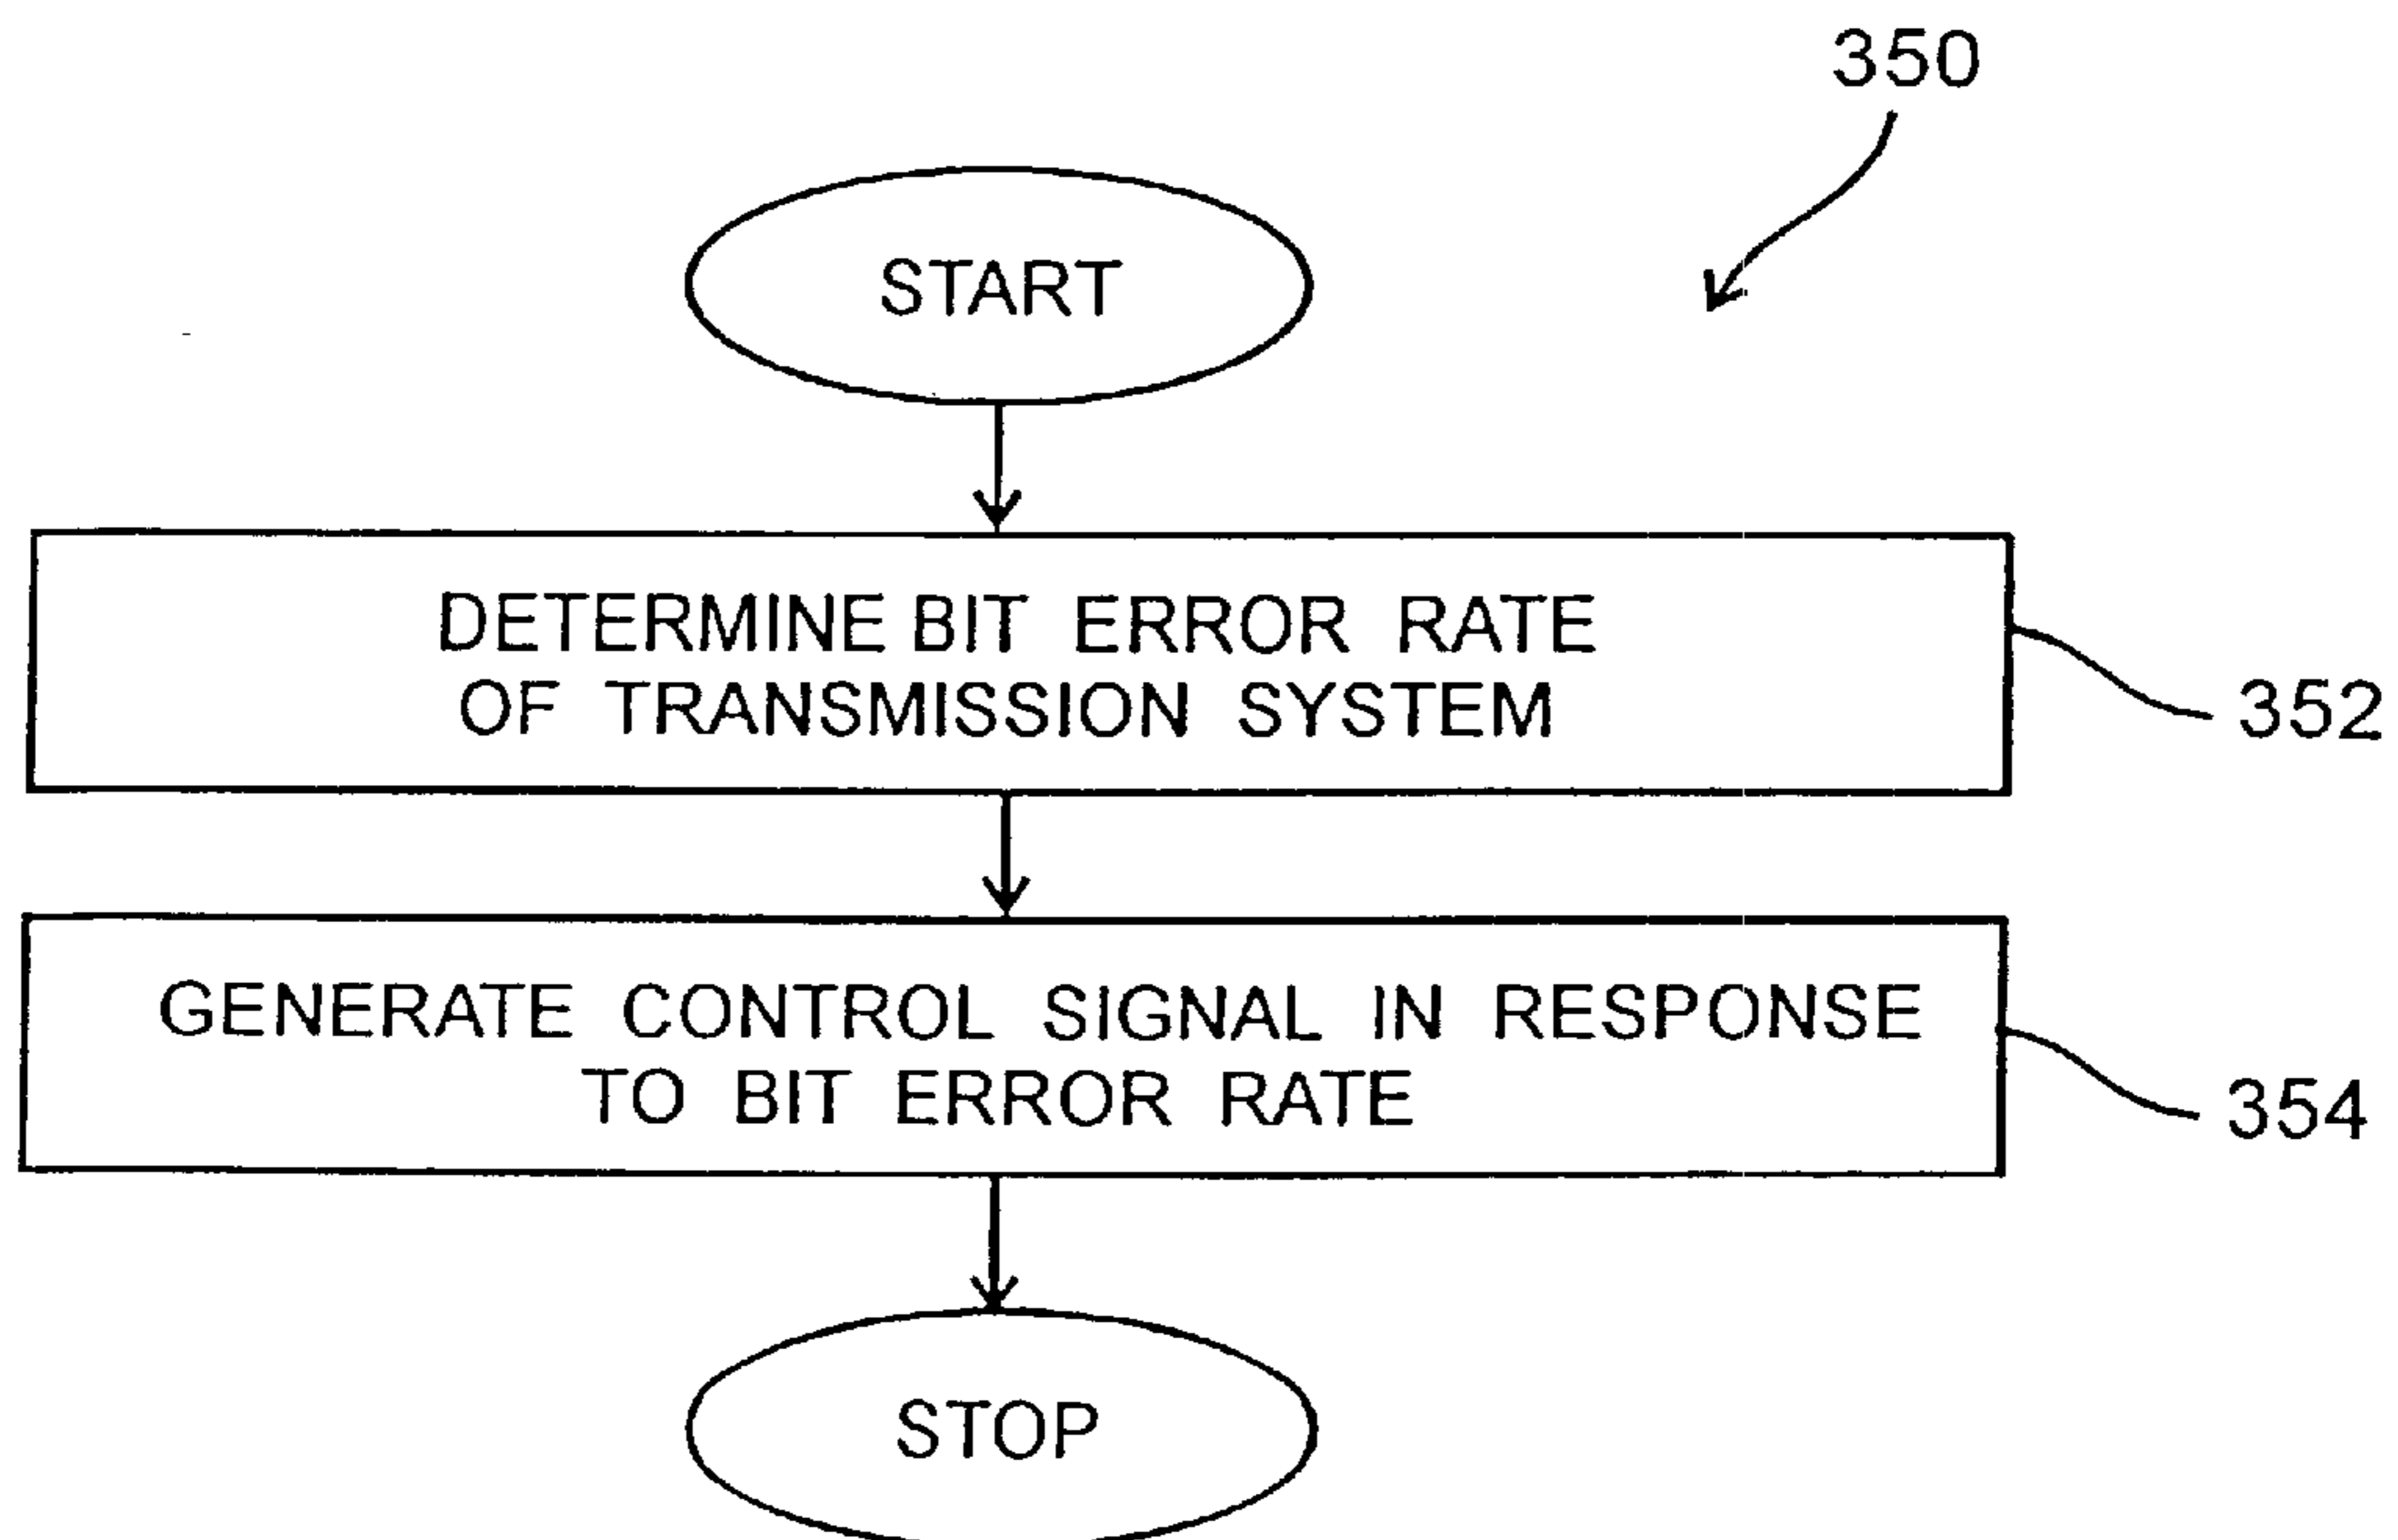 350
START
DETERMINE BIT ERROR RATE
OF TRANSMISSION SYSTEM
352
GENERATE CONTROL SIGNAL IN RESPONSE
TO BIT ERROR RATE
354
STOP